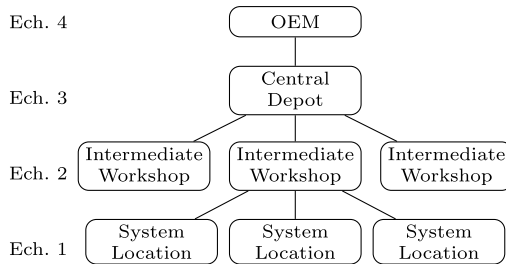 Ech. 4
OEM
Ech. 3
Central
Depot
Ech. 2
Intermediate
Workshop
Intermediate
Workshop
Intermediate
Workshop
Ech. 1
System
Location
System
Location
System
Location